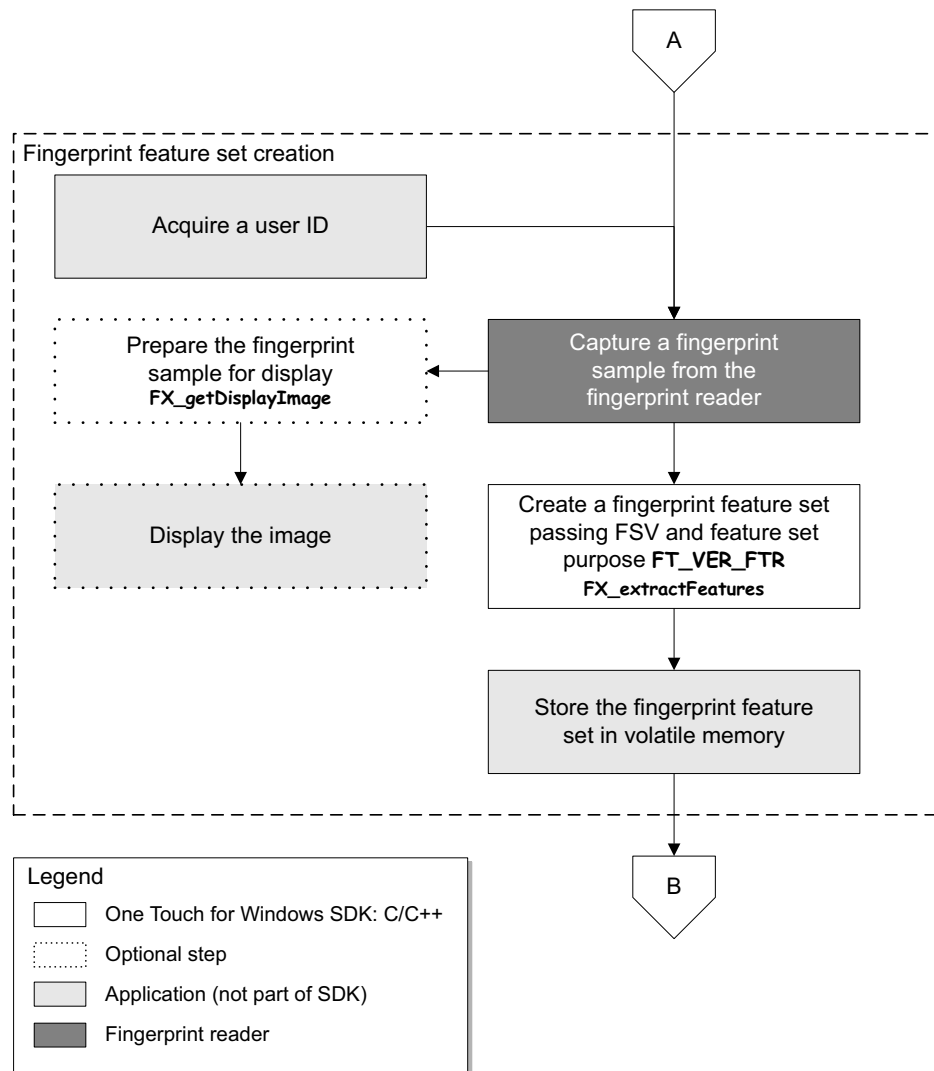 A
Fingerprint feature set creation
Acquire a user ID
Prepare the fingerprint
sample for display
FX_getDisplayImage
Capture a fingerprint
sample from the
fingerprint reader
Display the image
Create a fingerprint feature set
passing FSV and feature set
purpose FT_VER_FTR
FX_extractFeatures
Store the fingerprint feature
set in volatile memory
B
Legend
One Touch for Windows SDK: C/C++
Optional step
Application (not part of SDK)
Fingerprint reader